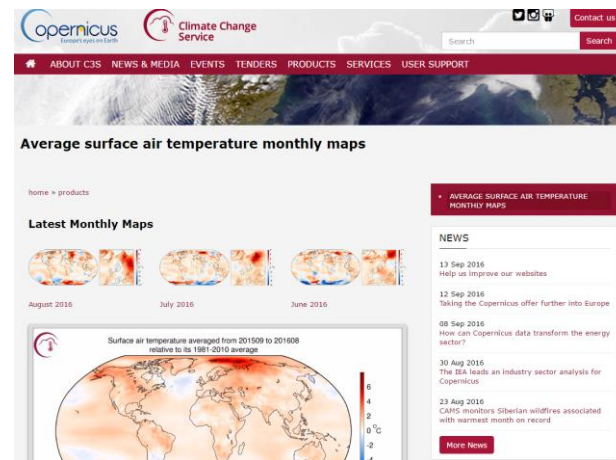 opernicus
Europe's eyes on Earth
Climate Change
Service
Contact us
Search
Search
ABOUT C3S NEWS & MEDIA EVENTS TENDERS PRODUCTS SERVICES USER SUPPORT
Average surface air temperature monthly maps
home » products
Latest Monthly Maps
August 2016
July 2016
June 2016
Surface air temperature averaged from 201509 to 201608
relative to its 1981-2010 average
6
4
2
0 °C
-2
-4
AVERAGE SURFACE AIR TEMPERATURE
MONTHLY MAPS
NEWS
13 Sep 2016
Help us improve our websites
12 Sep 2016
Taking the Copernicus offer further into Europe
08 Sep 2016
How can Copernicus data transform the energy
sector?
30 Aug 2016
The IEA leads an industry sector analysis for
Copernicus
23 Aug 2016
CAMS monitors Siberian wildfires associated
with warmest month on record
More News